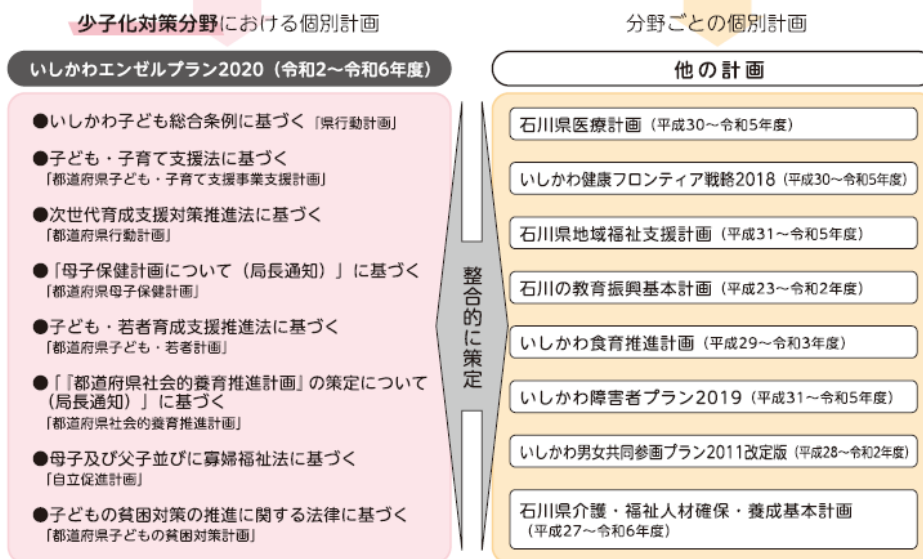 少子化対策分野における個別計画
いしかわエンゼルプラン2020（令和2～令和6年度）
●いしかわ子ども総合条例に基づく「県行動計画」
●子ども・子育て支援法に基づく
「都道府県子ども・子育て支援事業支援計画」
●次世代育成支援対策推進法に基づく
「都道府県行動計画」
●「母子保健計画について（局長通知）」に基づく
「都道府県母子保健計画」
●子ども・若者育成支援推進法に基づく
「都道府県子ども・若者計画」
●「『都道府県社会的養育推進計画』の策定について
（局長通知）」に基づく
「都道府県社会的養育推進計画」
●母子及び父子並びに寡婦福祉法に基づく
「自立促進計画」
●子どもの貧困対策の推進に関する法律に基づく
「都道府県子どもの貧困対策計画」
整合的に策定
分野ごとの個別計画
他の計画
石川県医療計画（平成30～令和5年度）
いしかわ健康フロンティア戦略2018（平成30～令和5年度）
石川県地域福祉支援計画（平成31～令和5年度）
石川の教育振興基本計画（平成23～令和2年度）
いしかわ食育推進計画（平成29～令和3年度）
いしかわ障害者プラン2019（平成31～令和5年度）
いしかわ男女共同参画プラン2011改定版（平成28～令和2年度）
石川県介護・福祉人材確保・養成基本計画
（平成27～令和6年度）